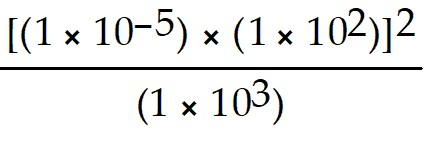 [(1 × 10⁻⁵) × (1 × 10²)]²
(1 × 10³)